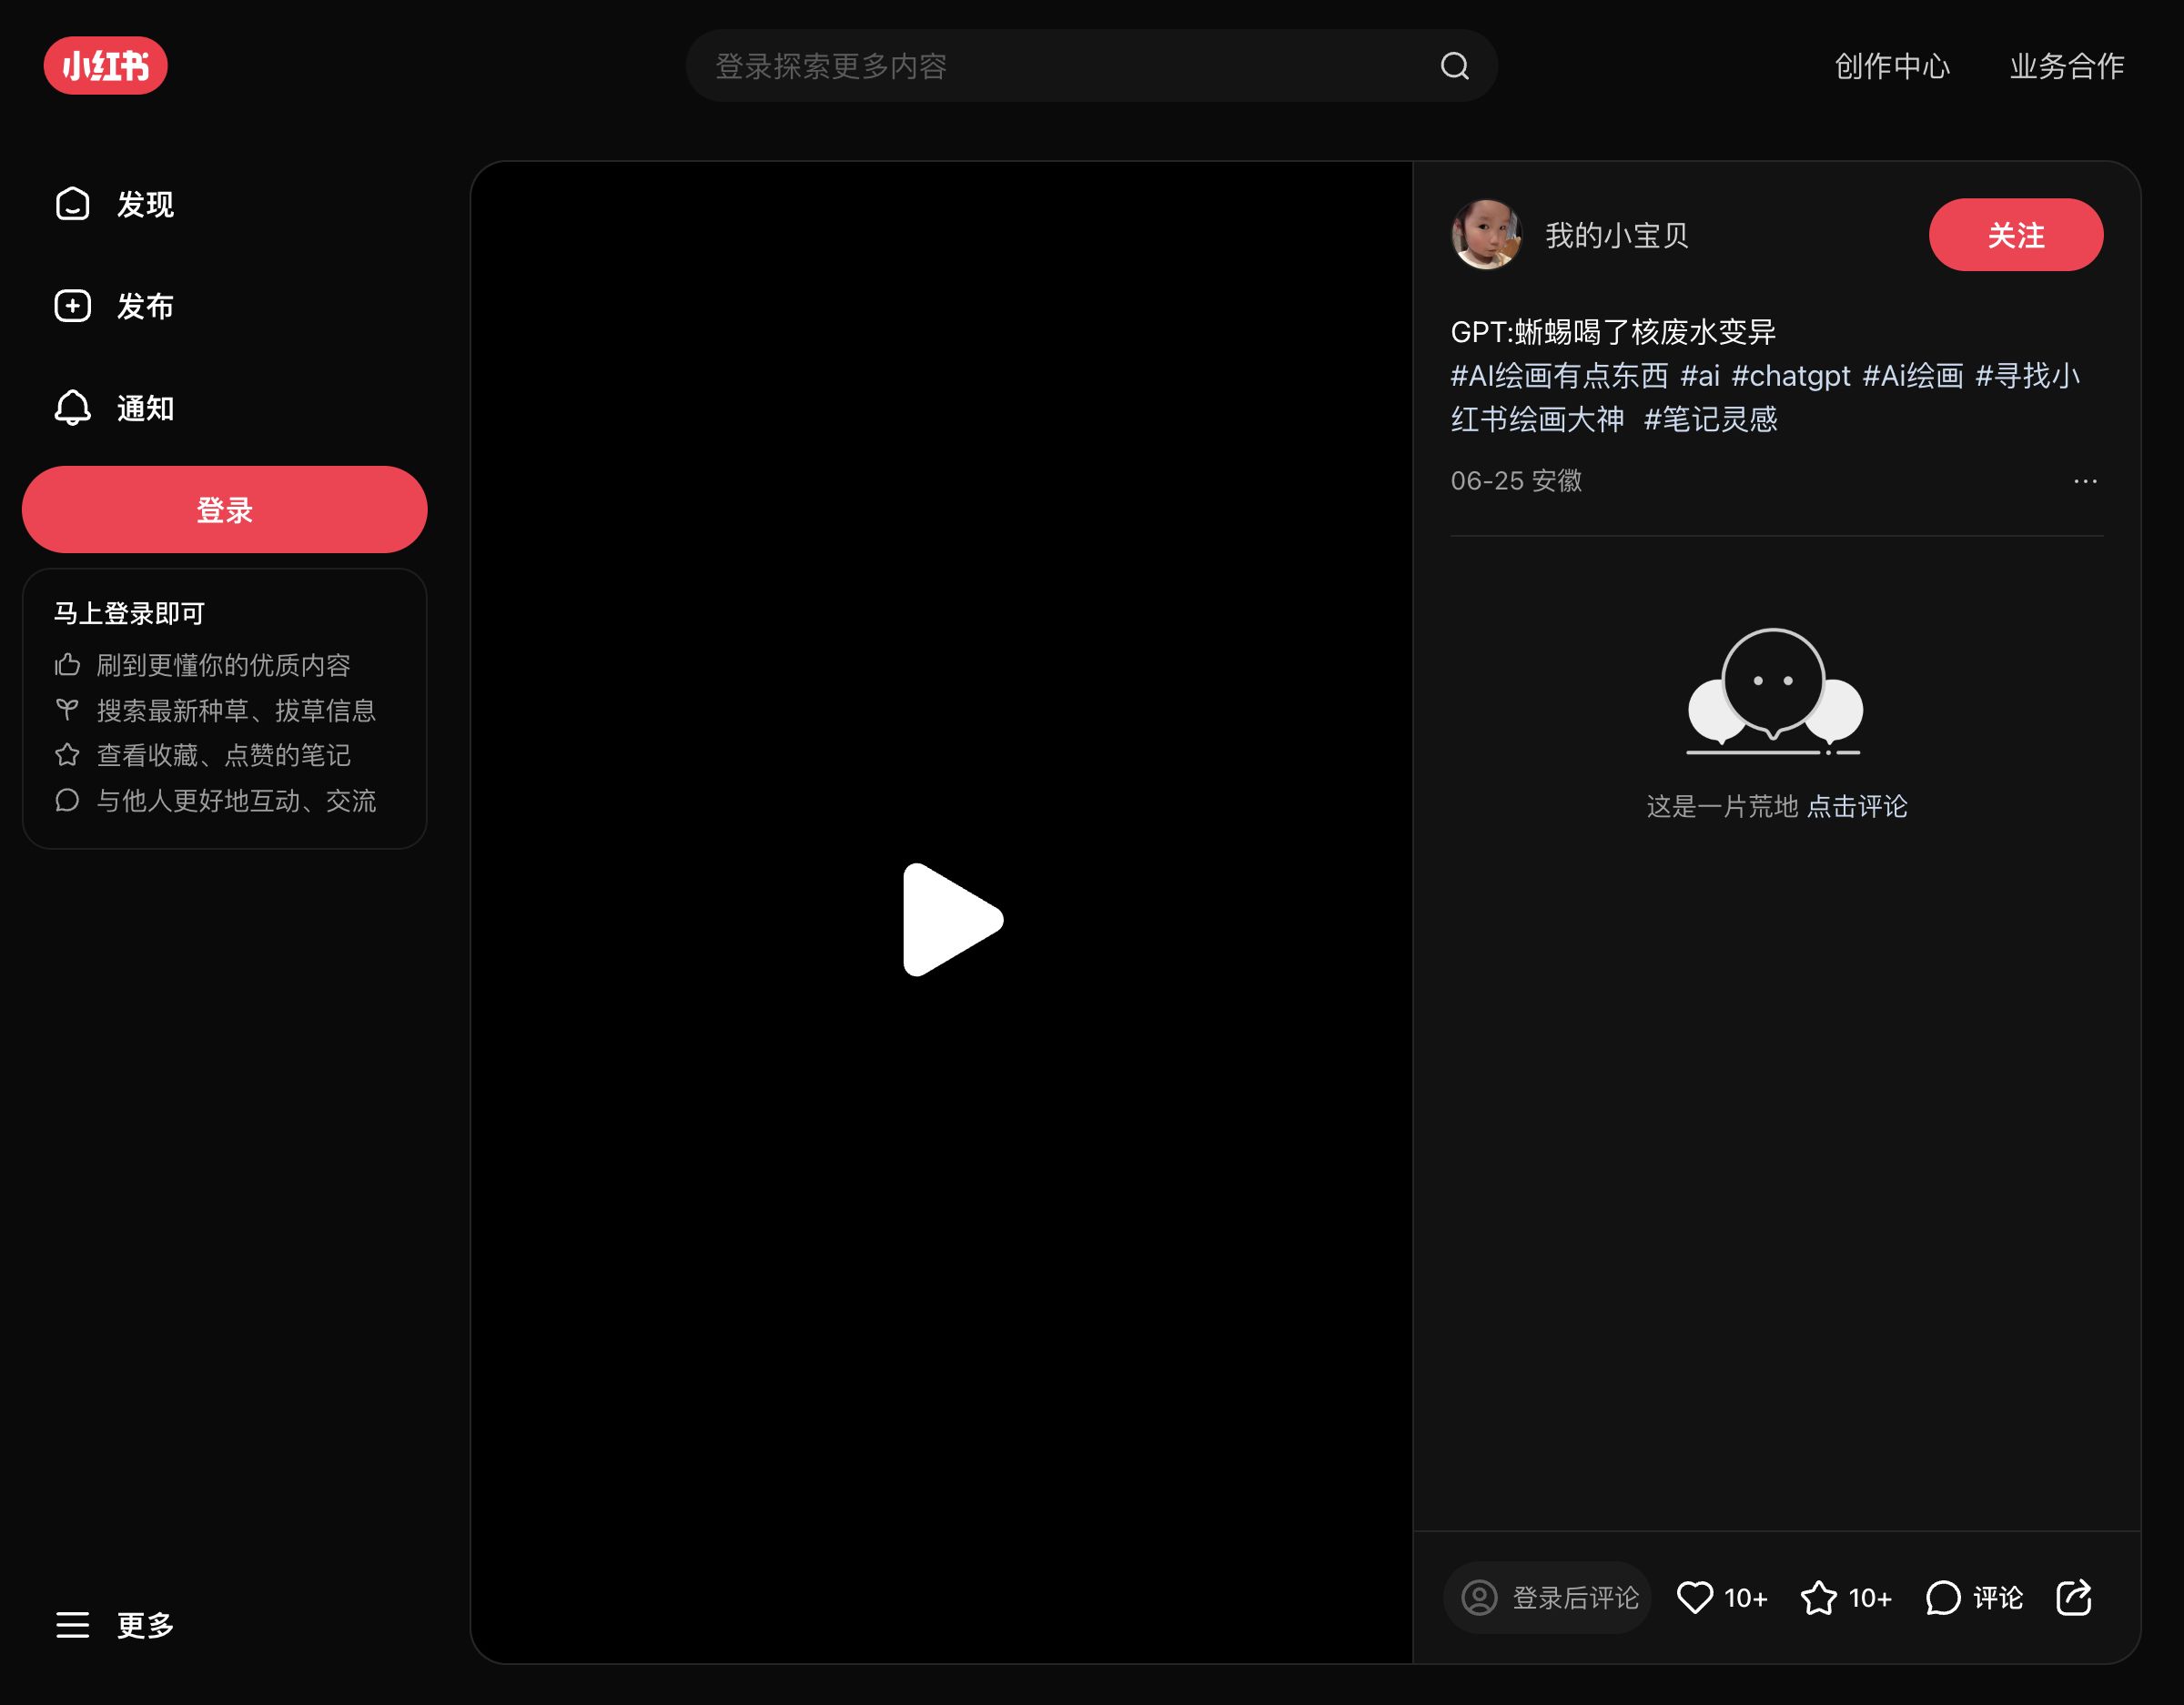 小红书
登录探索更多内容
创作中心
业务合作
发现
发布
通知
登录
马上登录即可
刷到更懂你的优质内容
搜索最新种草、拔草信息
查看收藏、点赞的笔记
与他人更好地互动、交流
更多
我的小宝贝
关注
GPT:蜥蜴喝了核废水变异
#AI绘画有点东西 #ai #chatgpt #Ai绘画 #寻找小
红书绘画大神 #笔记灵感
06-25 安徽
这是一片荒地 点击评论
登录后评论
10+
10+
评论